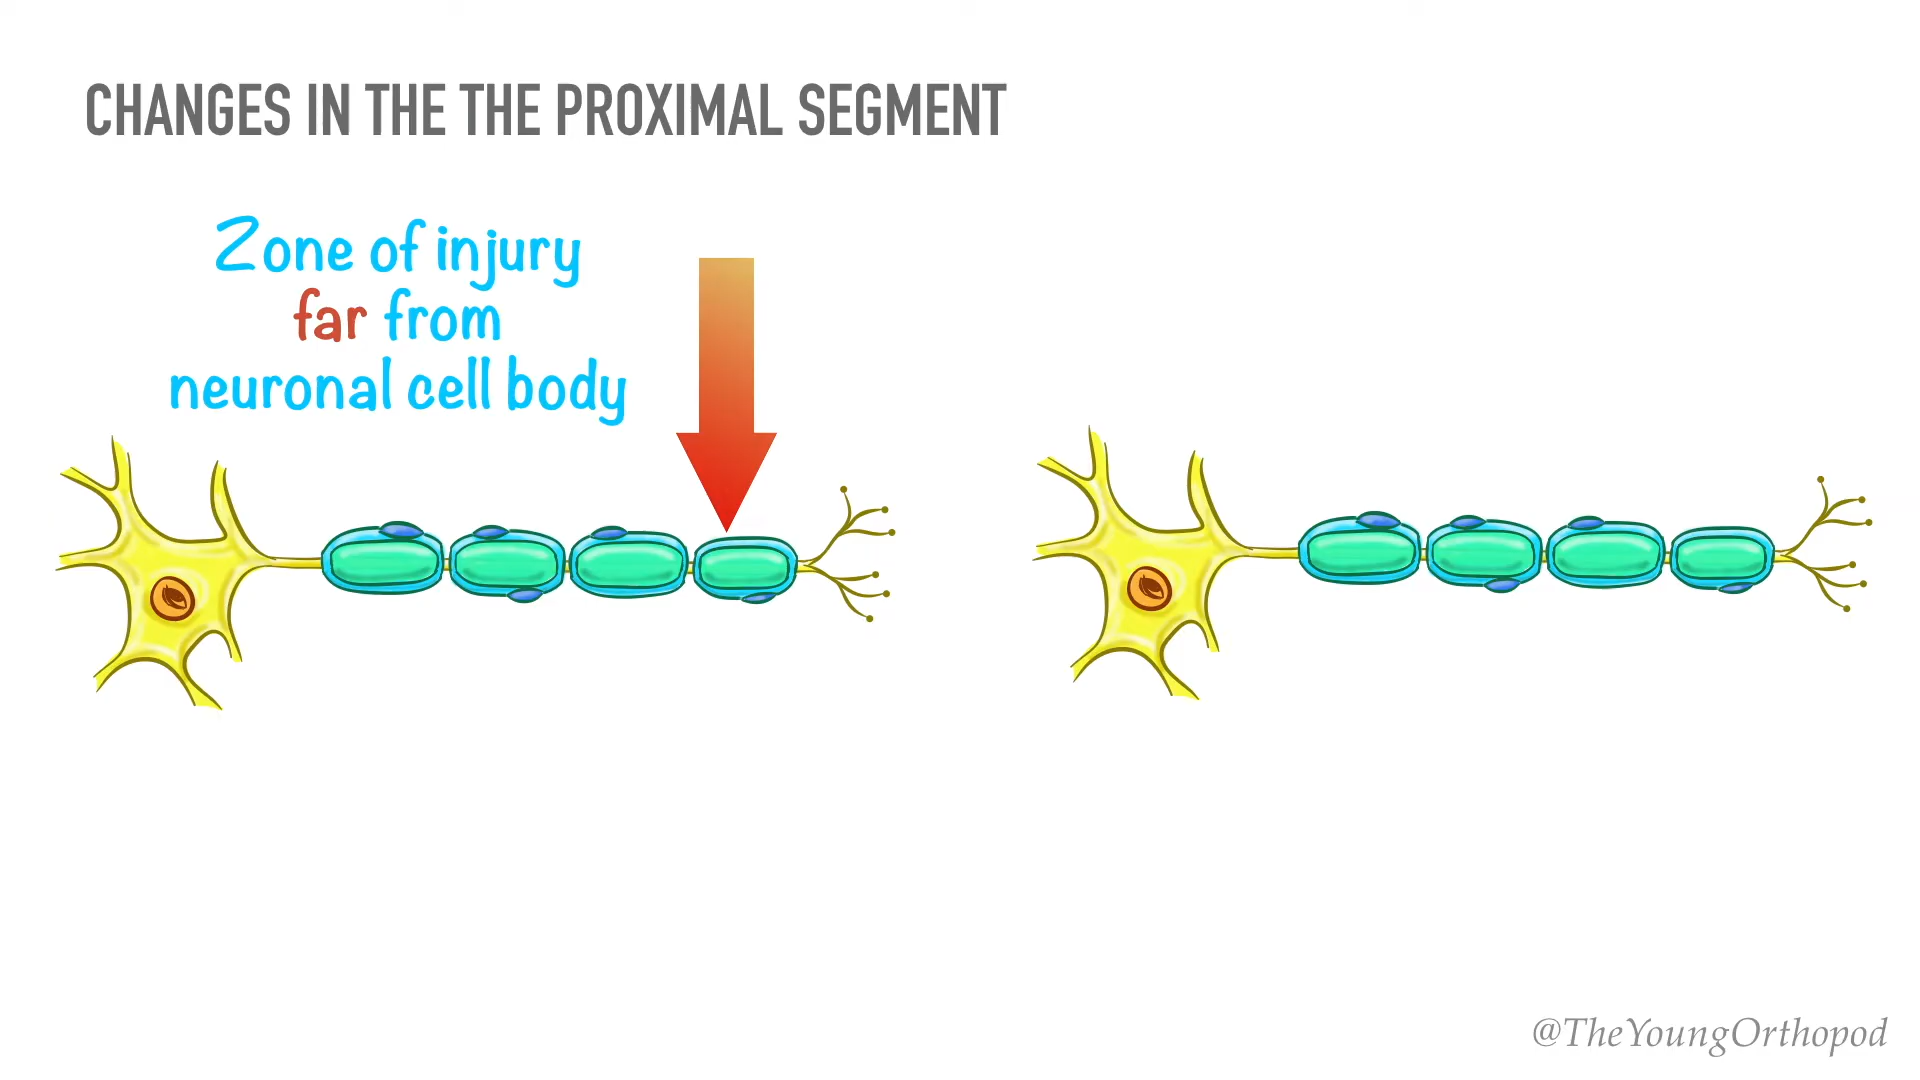 CHANGES IN THE THE PROXIMAL SEGMENT
Zone of injury
far from
neuronal cell body
@TheYoungOrthopod